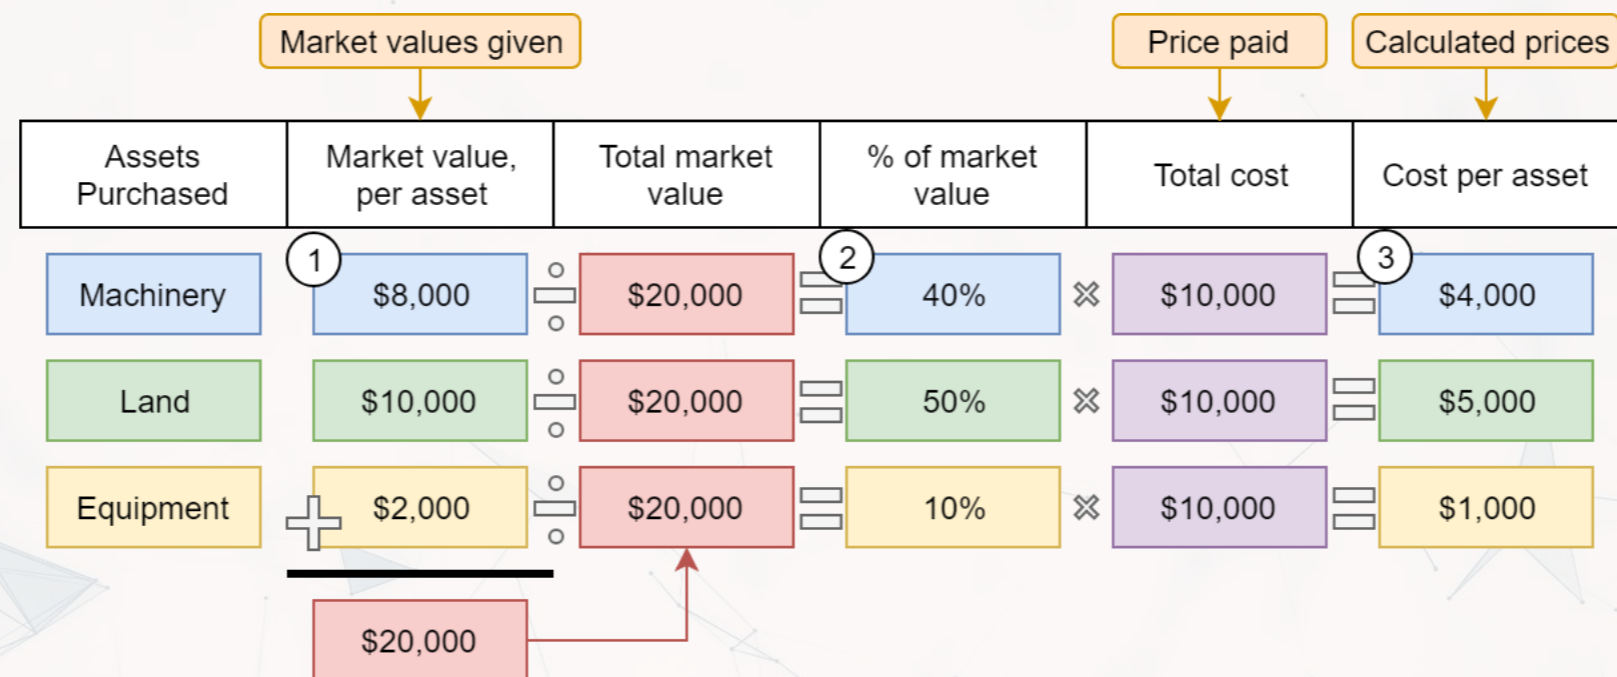 Market values given
Price paid
Calculated prices
Assets
Purchased
Market value,
per asset
Total market
value
% of market
value
Total cost
Cost per asset
1
2
3
Machinery
$8,000
÷
$20,000
=
40%
×
$10,000
=
$4,000
Land
$10,000
÷
$20,000
=
50%
×
$10,000
=
$5,000
Equipment
+
$2,000
÷
$20,000
=
10%
×
$10,000
=
$1,000
$20,000